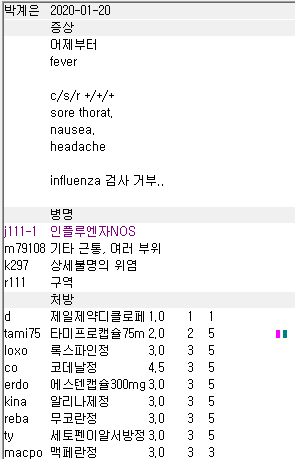 박계은 2020-01-20
증상
어제부터
fever
c/s/r +/+/+
sore thorat,
nausea,
headache
influenza 검사 거부,,
병명
j111-1 인플루엔자NOS
m79108 기타 근통, 여러 부위
k297 상세불명의 위염
r111 구역
처방
d 제일제약디클로페 1,0 1 1
tami75 타미프로캡슐75m 2,0 2 5
loxo 록스파인정 3,0 3 5
co 코데날정 4,5 3 5
erdo 에스텐캡슐300mg 3,0 3 5
kina 알리나제정 3,0 3 5
reba 무코란정 3,0 3 5
ty 세토펜이알서방정 3,0 3 5
macpo 맥페란정 3,0 3 3